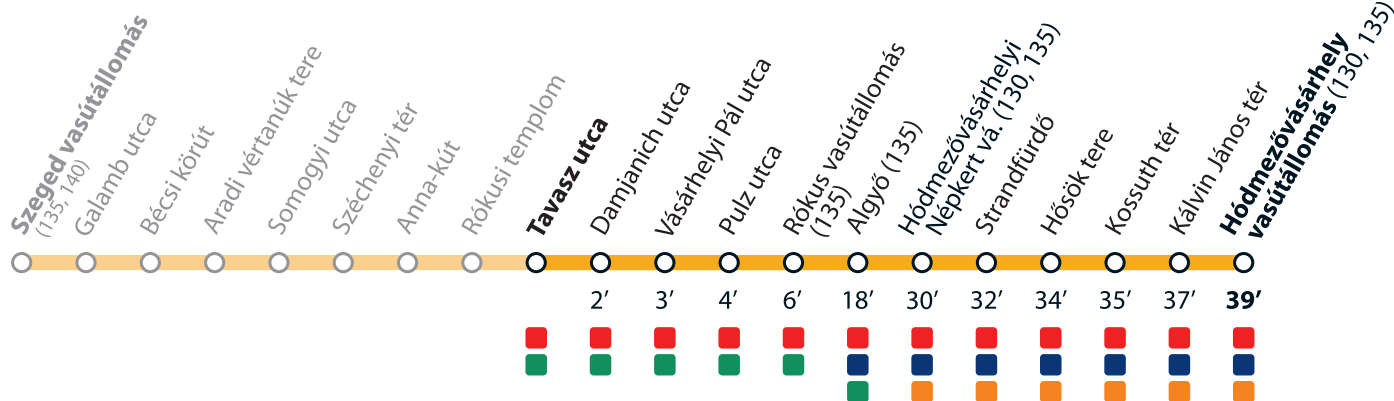 Szeged vasútállomás
(135, 140)
Galamb utca
Bécsi körút
Aradi vértanúk tere
Somogyi utca
Széchenyi tér
Anna-kút
Rókusi templom
Tavasz utca
Damjanich utca
Vásárhelyi Pál utca
Pulz utca
Rókus vasútállomás
(135)
Algyő (135)
Hódmezővásárhelyi
Népkert vá. (130, 135)
Strandfürdő
Hősök tere
Kossuth tér
Kálvin János tér
Hódmezővásárhely
vasútállomás (130, 135)
2’ 3’ 4’ 6’ 18’ 30’ 32’ 34’ 35’ 37’ 39’